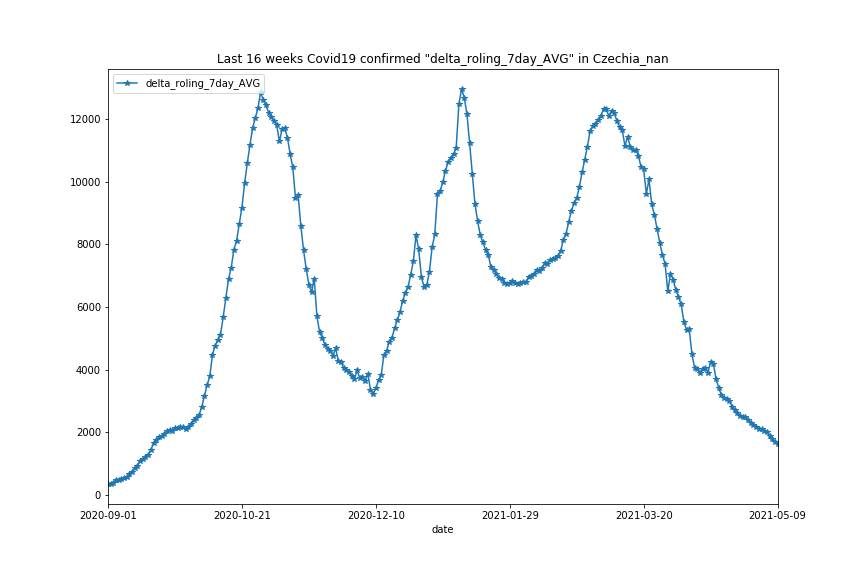 Last 16 weeks Covid19 confirmed "delta_roling_7day_AVG" in Czechia_nan
delta_roling_7day_AVG
12000
10000
8000
6000
4000
2000
0
2020-09-01 2020-10-21 2020-12-10 2021-01-29 2021-03-20 2021-05-09
date